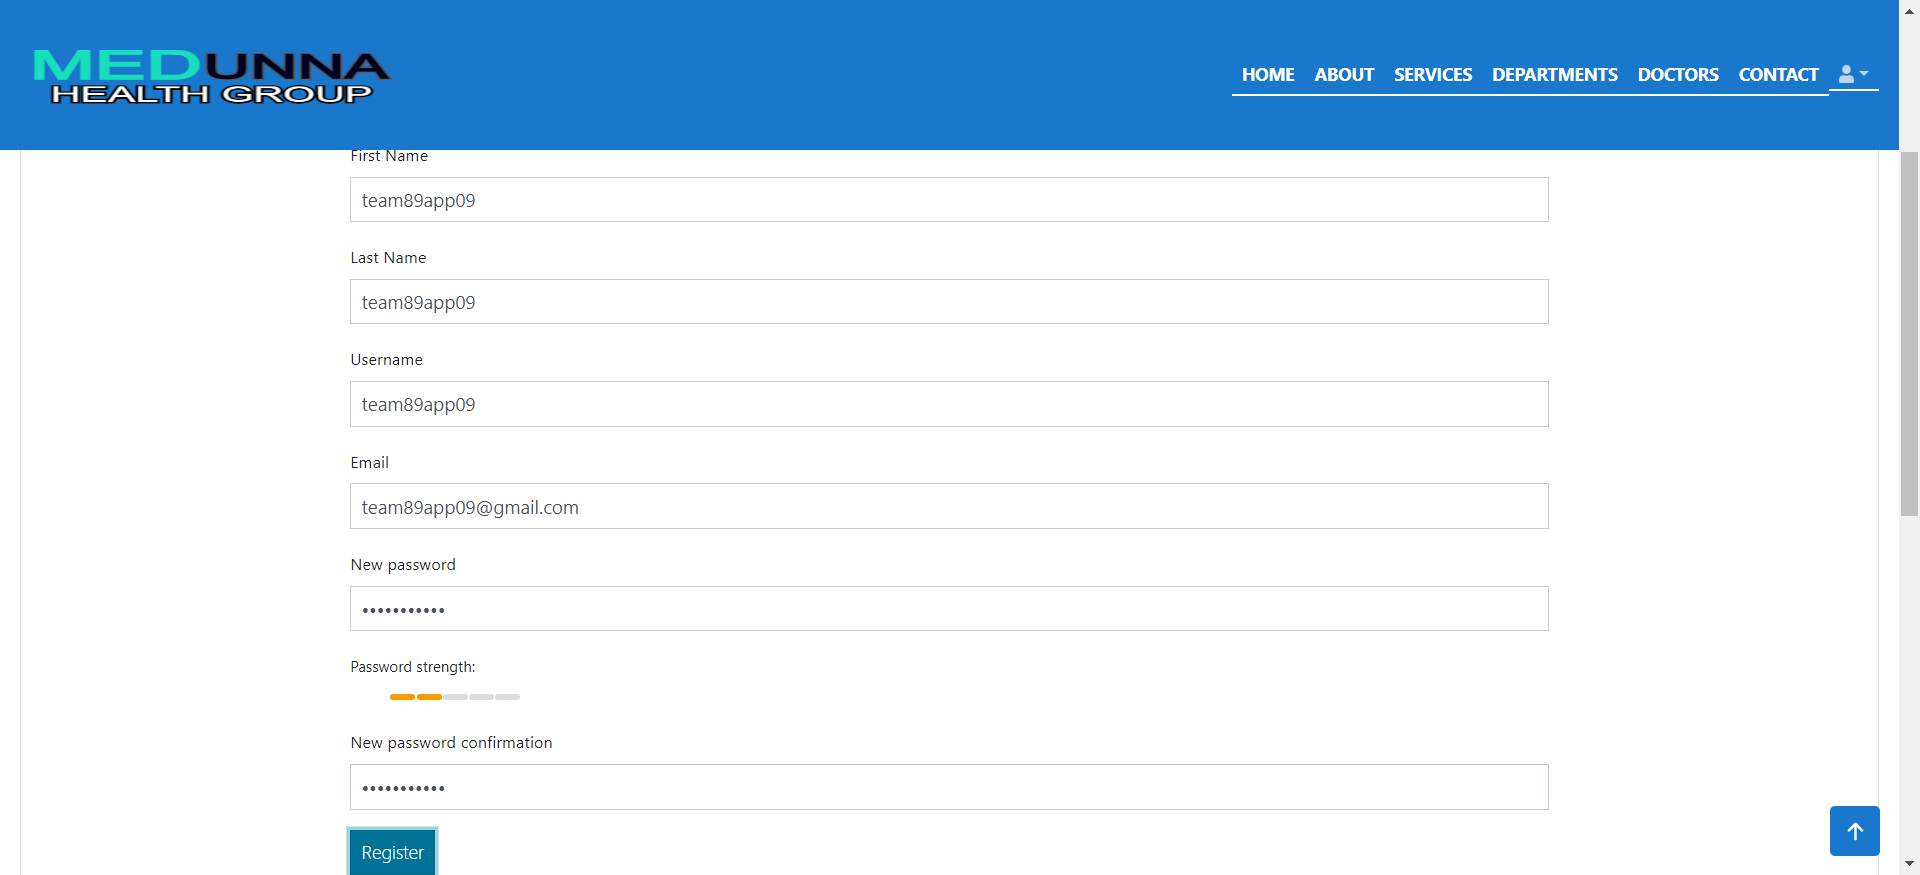 MEDUNNA
HEALTH GROUP
HOME ABOUT SERVICES DEPARTMENTS DOCTORS CONTACT
First Name
team89app09
Last Name
team89app09
Username
team89app09
Email
team89app09@gmail.com
New password
•••••••••••
Password strength:
New password confirmation
•••••••••••
Register